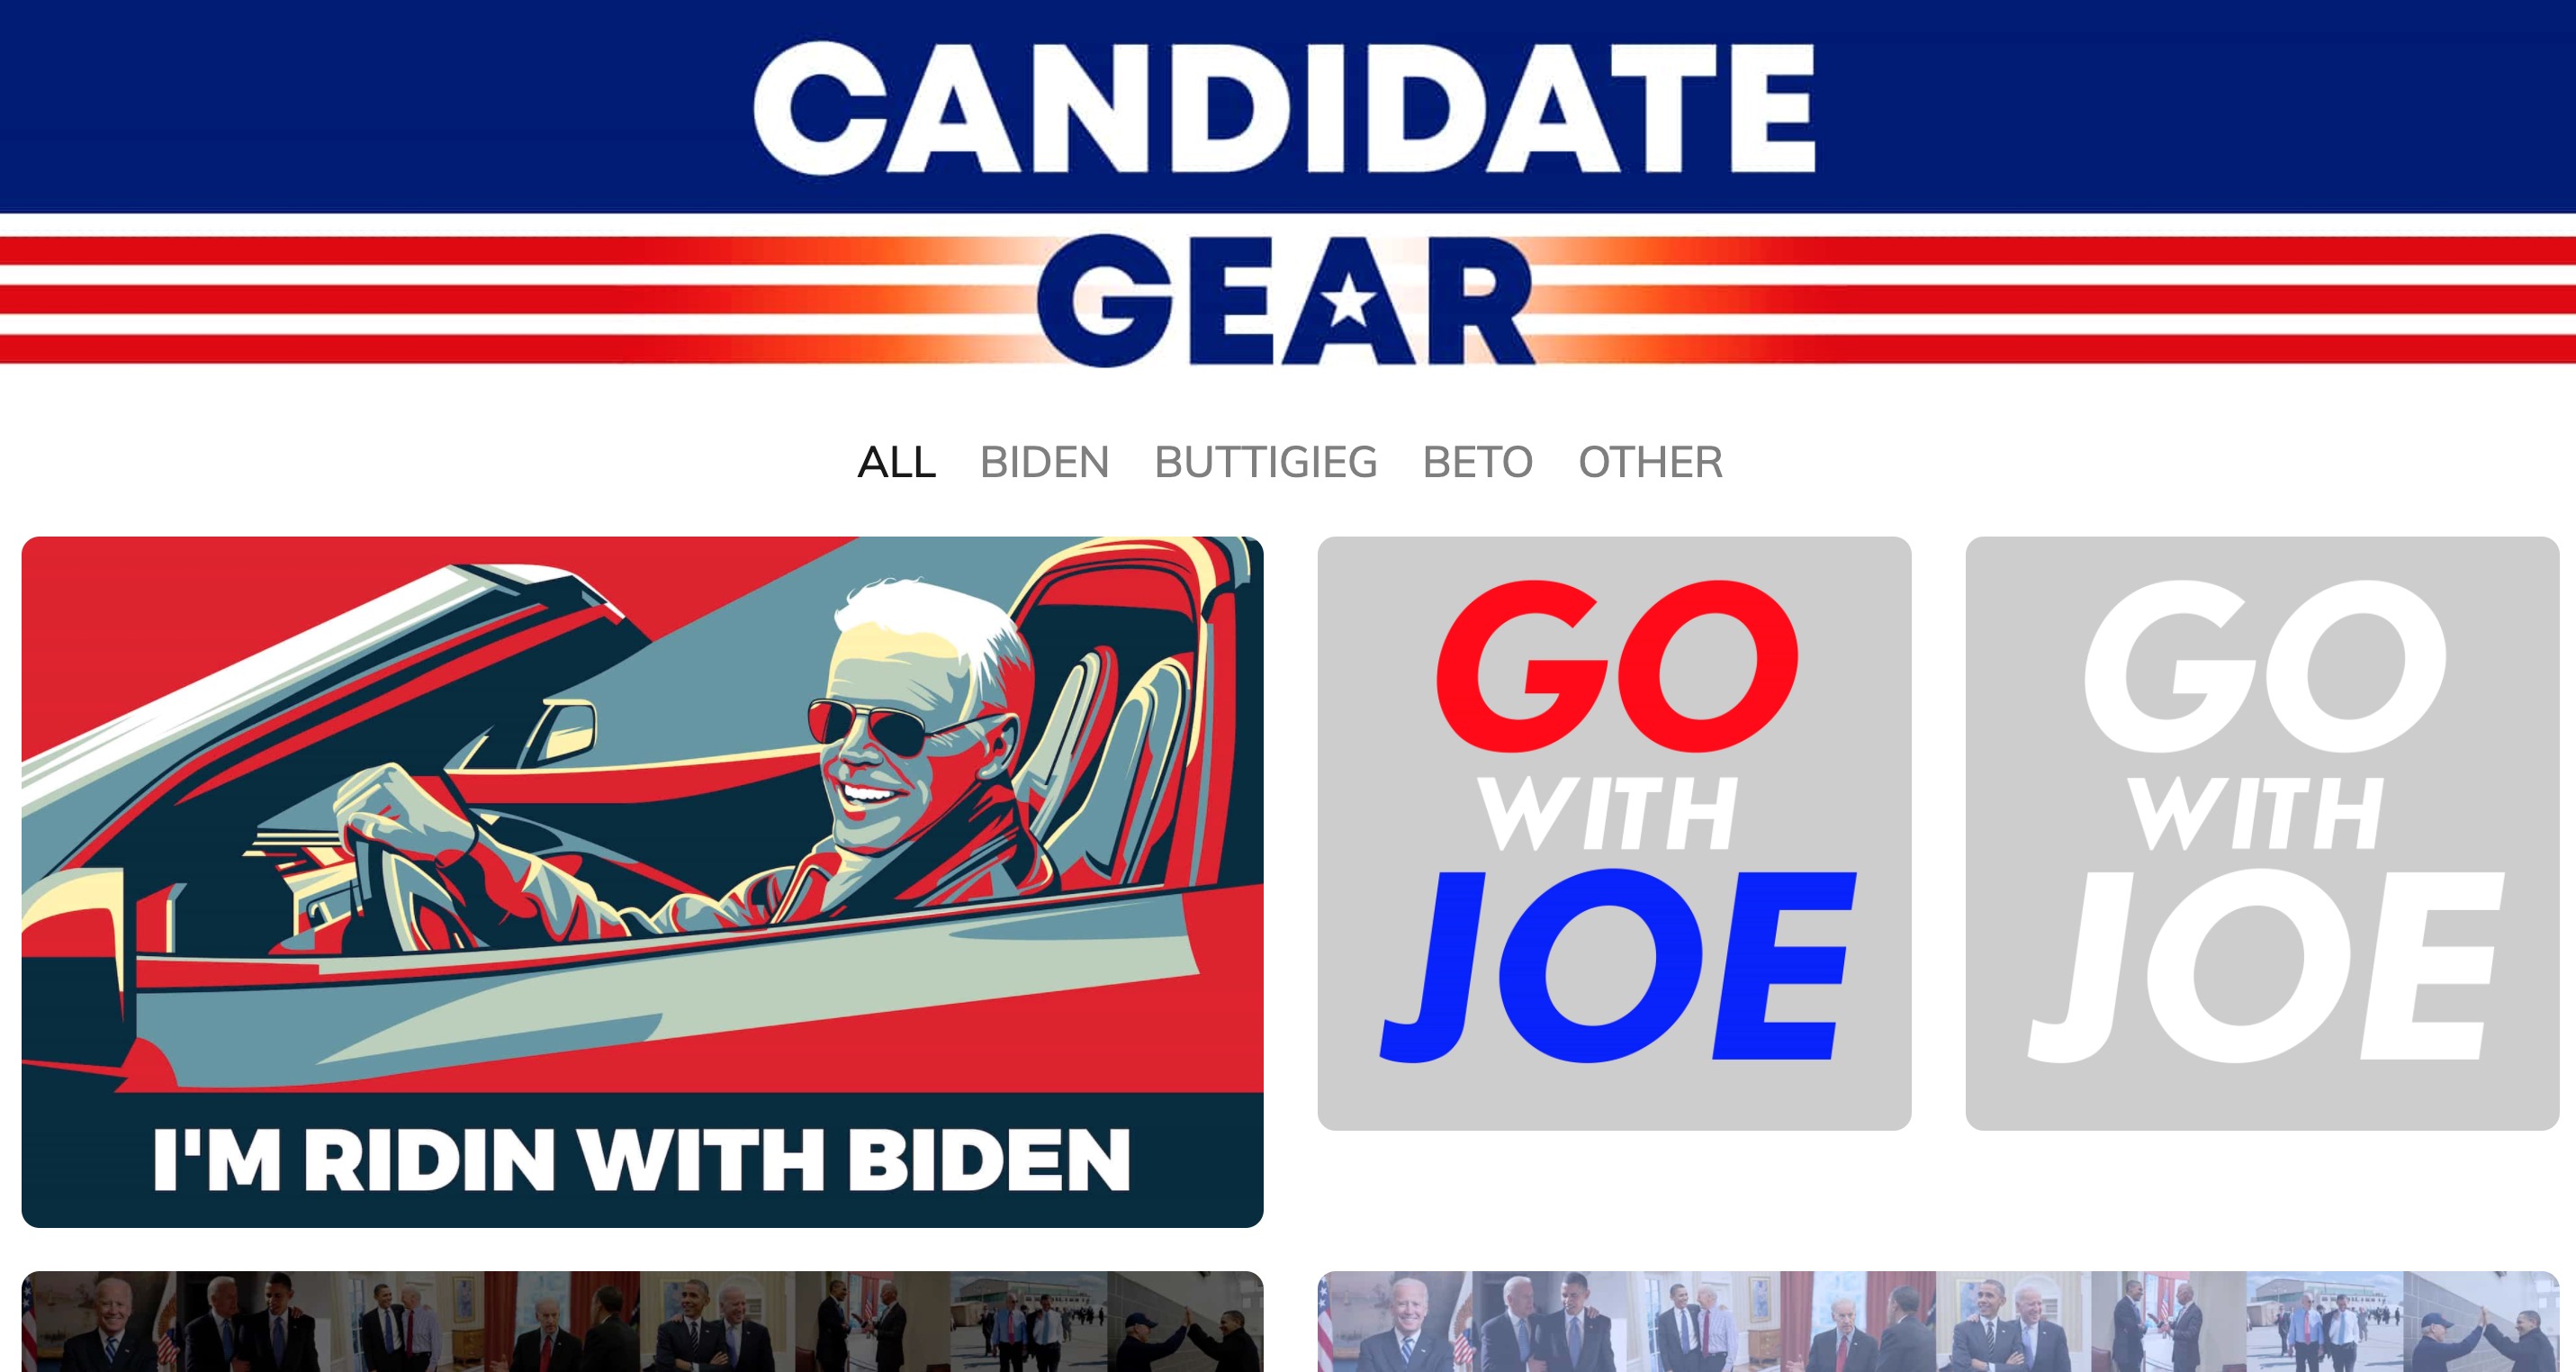 CANDIDATE
GEAR
ALL BIDEN BUTTIGIEG BETO OTHER
I'M RIDIN WITH BIDEN
GO
WITH
JOE
GO
WITH
JOE